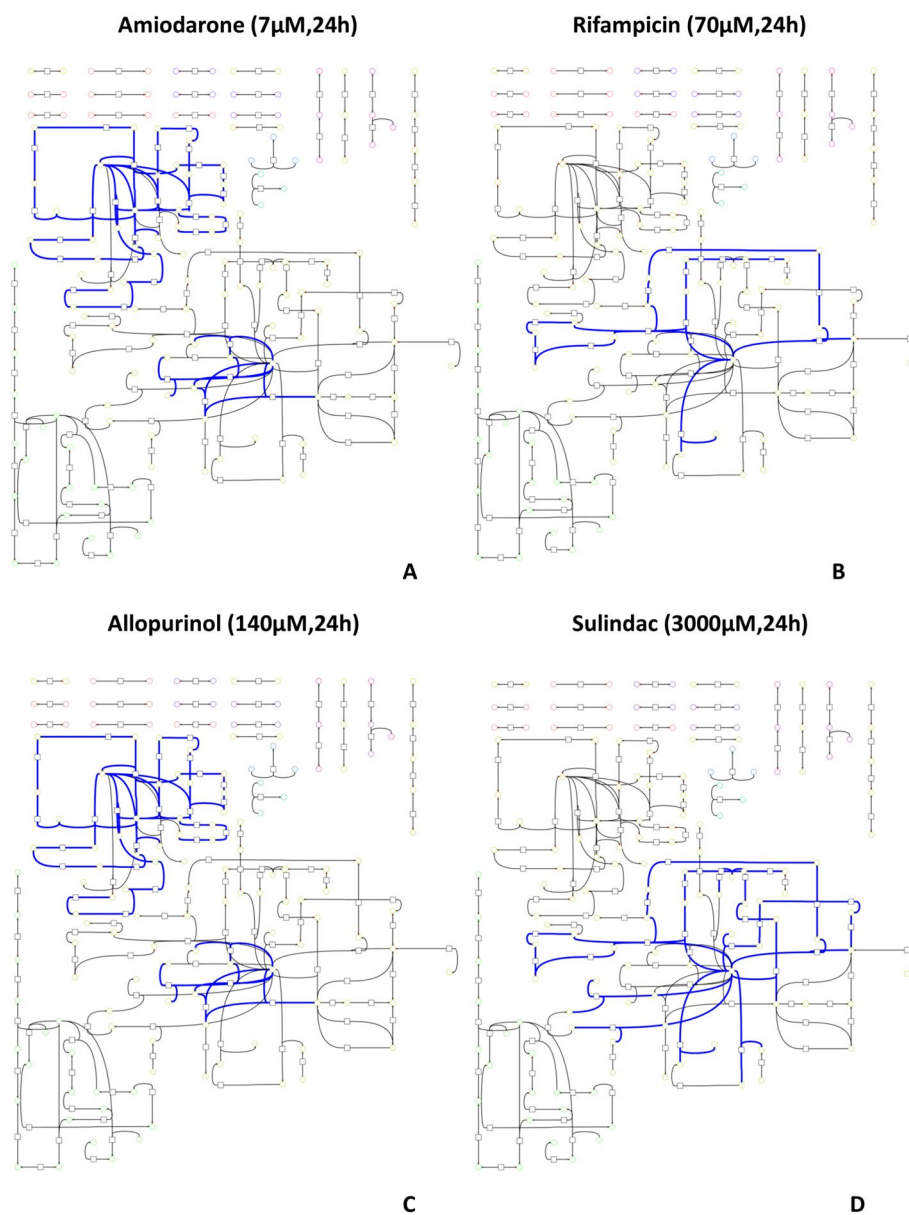 Amiodarone (7µM,24h)
Rifampicin (70µM,24h)
A
B
Allopurinol (140µM,24h)
Sulindac (3000µM,24h)
C
D